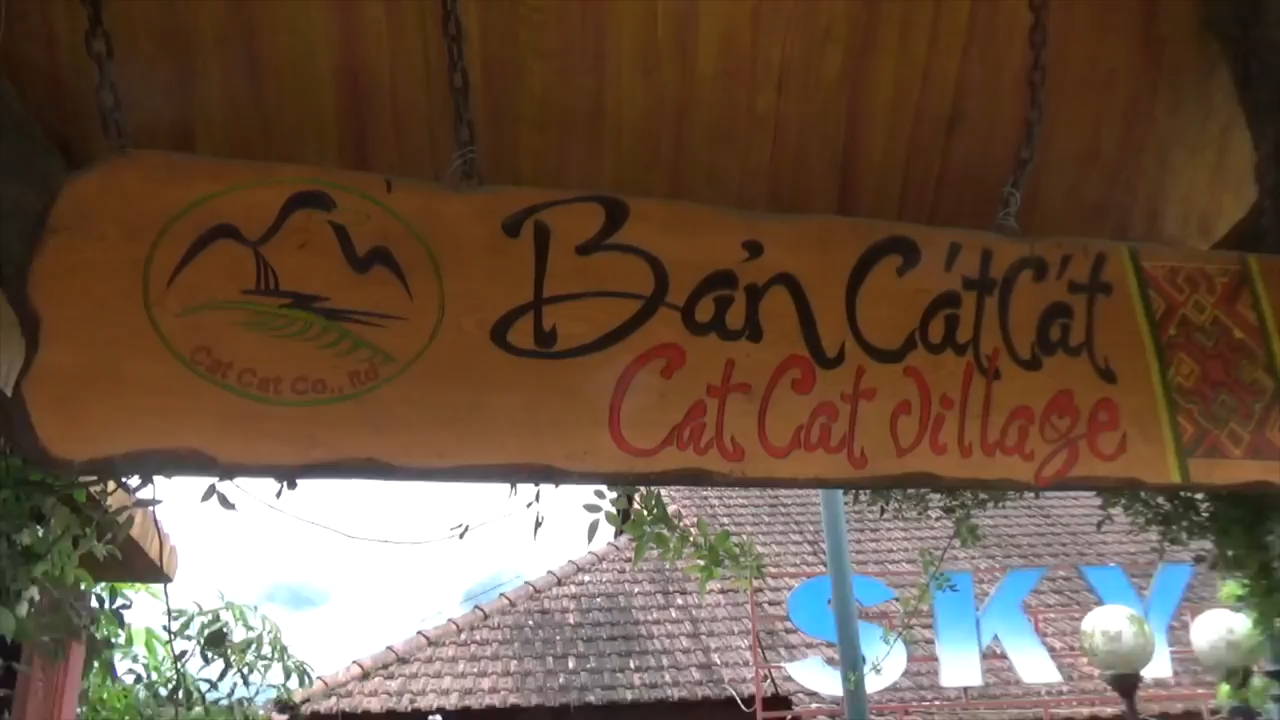 Bản Cát Cát
Cat Cat Village
Cat Cat Co., ltd
SKY